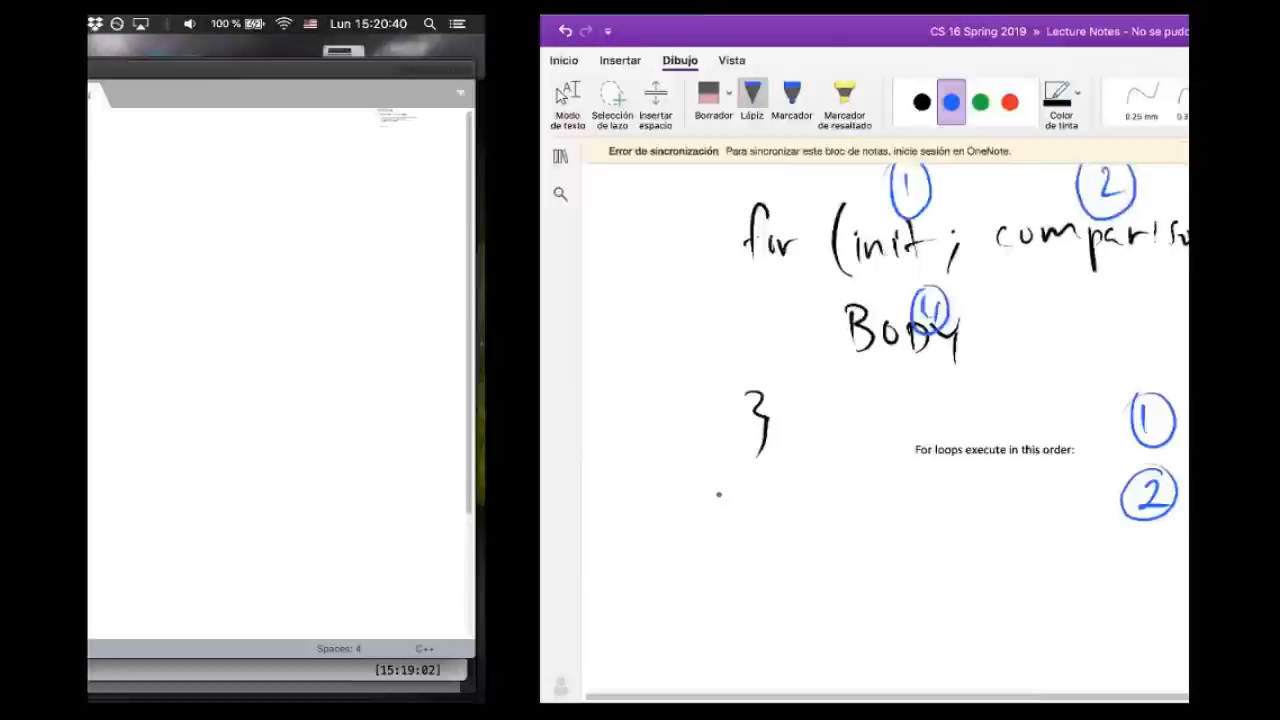 100 % Lun 15:20:40
Spaces: 4 C++
[15:19:02]
CS 16 Spring 2019 » Lecture Notes - No se pudo
Inicio Insertar Dibujo Vista
Modo de texto
Selección de lazo
Insertar espacio
Borrador
Lápiz
Marcador
Marcador de resaltado
Color de tinta
0.25 mm
Error de sincronización Para sincronizar este bloc de notas, inicie sesión en OneNote.
1 2
for (init ; compariso
4
BODY
}
1
For loops execute in this order:
2